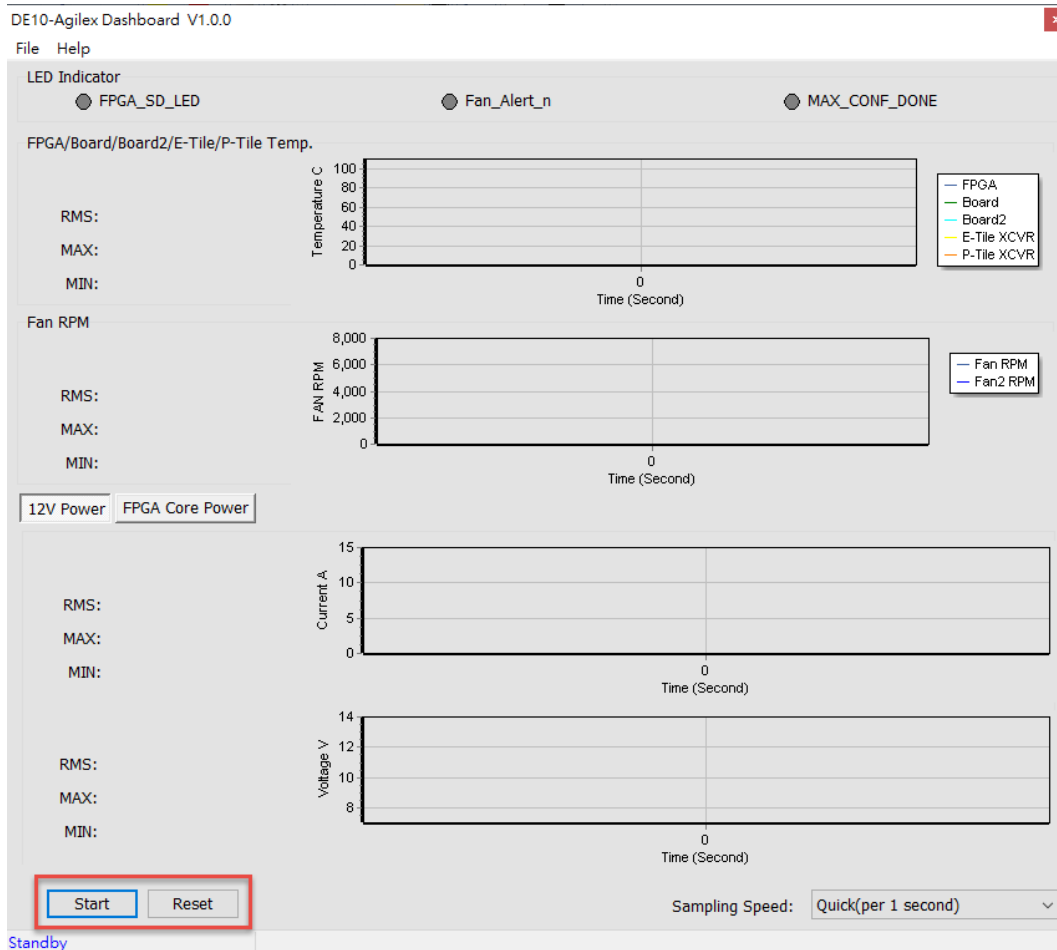 DE10-Agilex Dashboard V1.0.0
File Help
LED Indicator
FPGA_SD_LED Fan_Alert_n MAX_CONF_DONE
FPGA/Board/Board2/E-Tile/P-Tile Temp.
RMS:
MAX:
MIN:
Temperature C
100
80
60
40
20
0
0
Time (Second)
FPGA
Board
Board2
E-Tile XCVR
P-Tile XCVR
Fan RPM
RMS:
MAX:
MIN:
FAN RPM
8,000
6,000
4,000
2,000
0
0
Time (Second)
Fan RPM
Fan2 RPM
12V Power FPGA Core Power
RMS:
MAX:
MIN:
Current A
15
10
5
0
0
Time (Second)
RMS:
MAX:
MIN:
Voltage V
14
12
10
8
0
Time (Second)
Start Reset Sampling Speed: Quick(per 1 second)
Standby